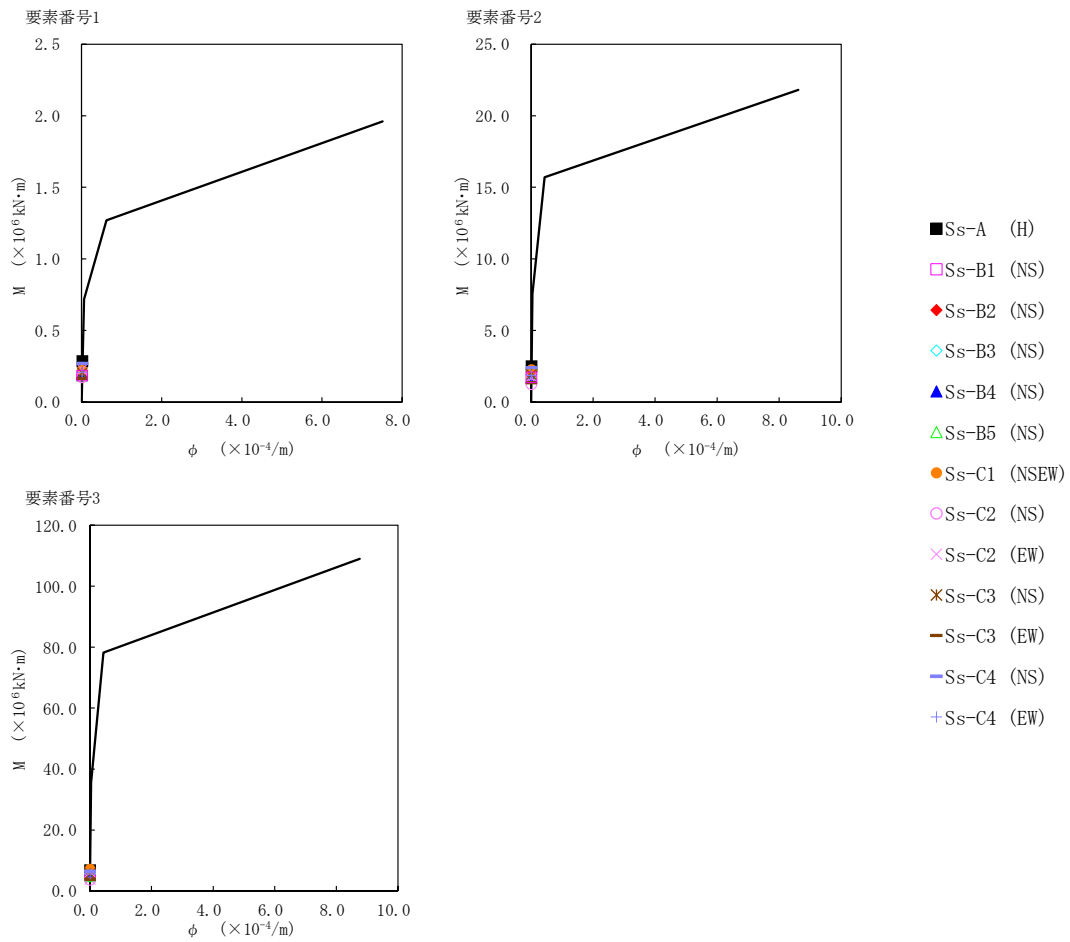 要素番号1
2.5
2.0
1.5
1.0
0.5
0.0
M (×10⁶kN・m)
0.0 2.0 4.0 6.0 8.0
φ (×10⁻⁴/m)
要素番号2
25.0
20.0
15.0
10.0
5.0
0.0
M (×10⁶kN・m)
0.0 2.0 4.0 6.0 8.0 10.0
φ (×10⁻⁴/m)
要素番号3
120.0
100.0
80.0
60.0
40.0
20.0
0.0
M (×10⁶kN・m)
0.0 2.0 4.0 6.0 8.0 10.0
φ (×10⁻⁴/m)
Ss-A (H)
Ss-B1 (NS)
Ss-B2 (NS)
Ss-B3 (NS)
Ss-B4 (NS)
Ss-B5 (NS)
Ss-C1 (NSEW)
Ss-C2 (NS)
Ss-C2 (EW)
Ss-C3 (NS)
Ss-C3 (EW)
Ss-C4 (NS)
Ss-C4 (EW)